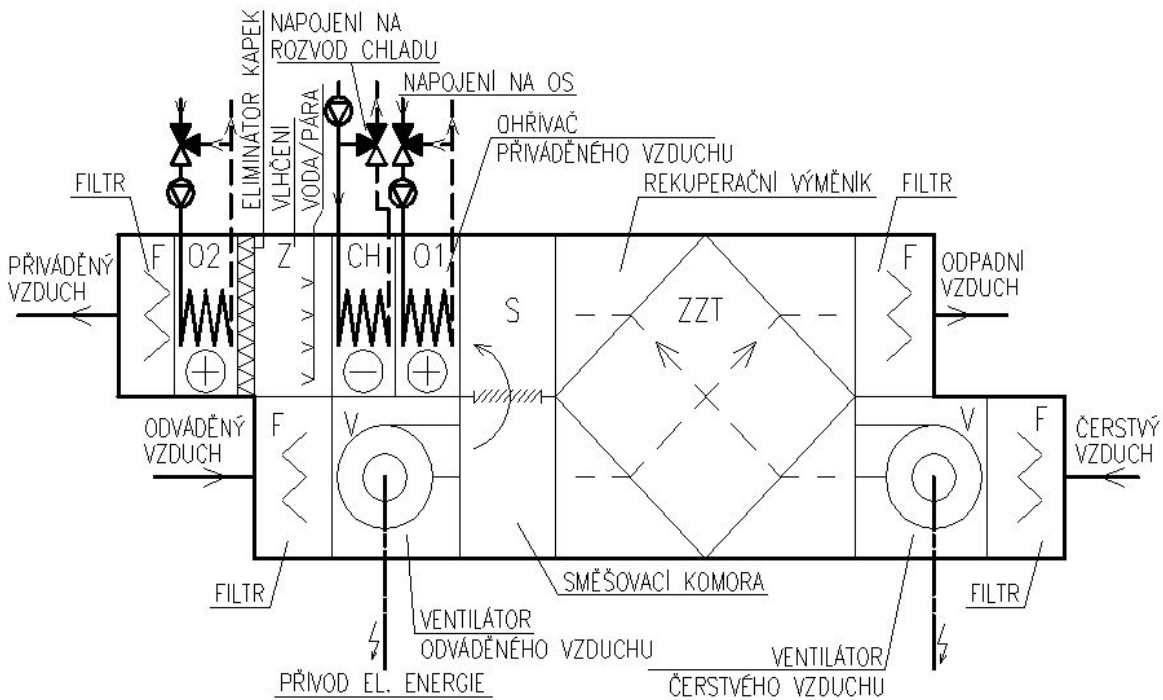 NAPOJENÍ NA
ROZVOD CHLADU
NAPOJENÍ NA OS
ELIMINÁTOR KAPEK
VLHČENÍ
VODA/PÁRA
OHŘÍVAČ
PŘIVÁDĚNÉHO VZDUCHU
FILTR
REKUPERAČNÍ VÝMĚNÍK
FILTR
PŘIVÁDĚNÝ
VZDUCH
F
O2
Z
CH
O1
S
ZZT
F
ODPADNÍ
VZDUCH
ODVÁDĚNÝ
VZDUCH
F
V
V
F
ČERSTVÝ
VZDUCH
FILTR
SMĚŠOVACÍ KOMORA
FILTR
VENTILÁTOR
ODVÁDĚNÉHO VZDUCHU
VENTILÁTOR
ČERSTVÉHO VZDUCHU
PŘÍVOD EL. ENERGIE